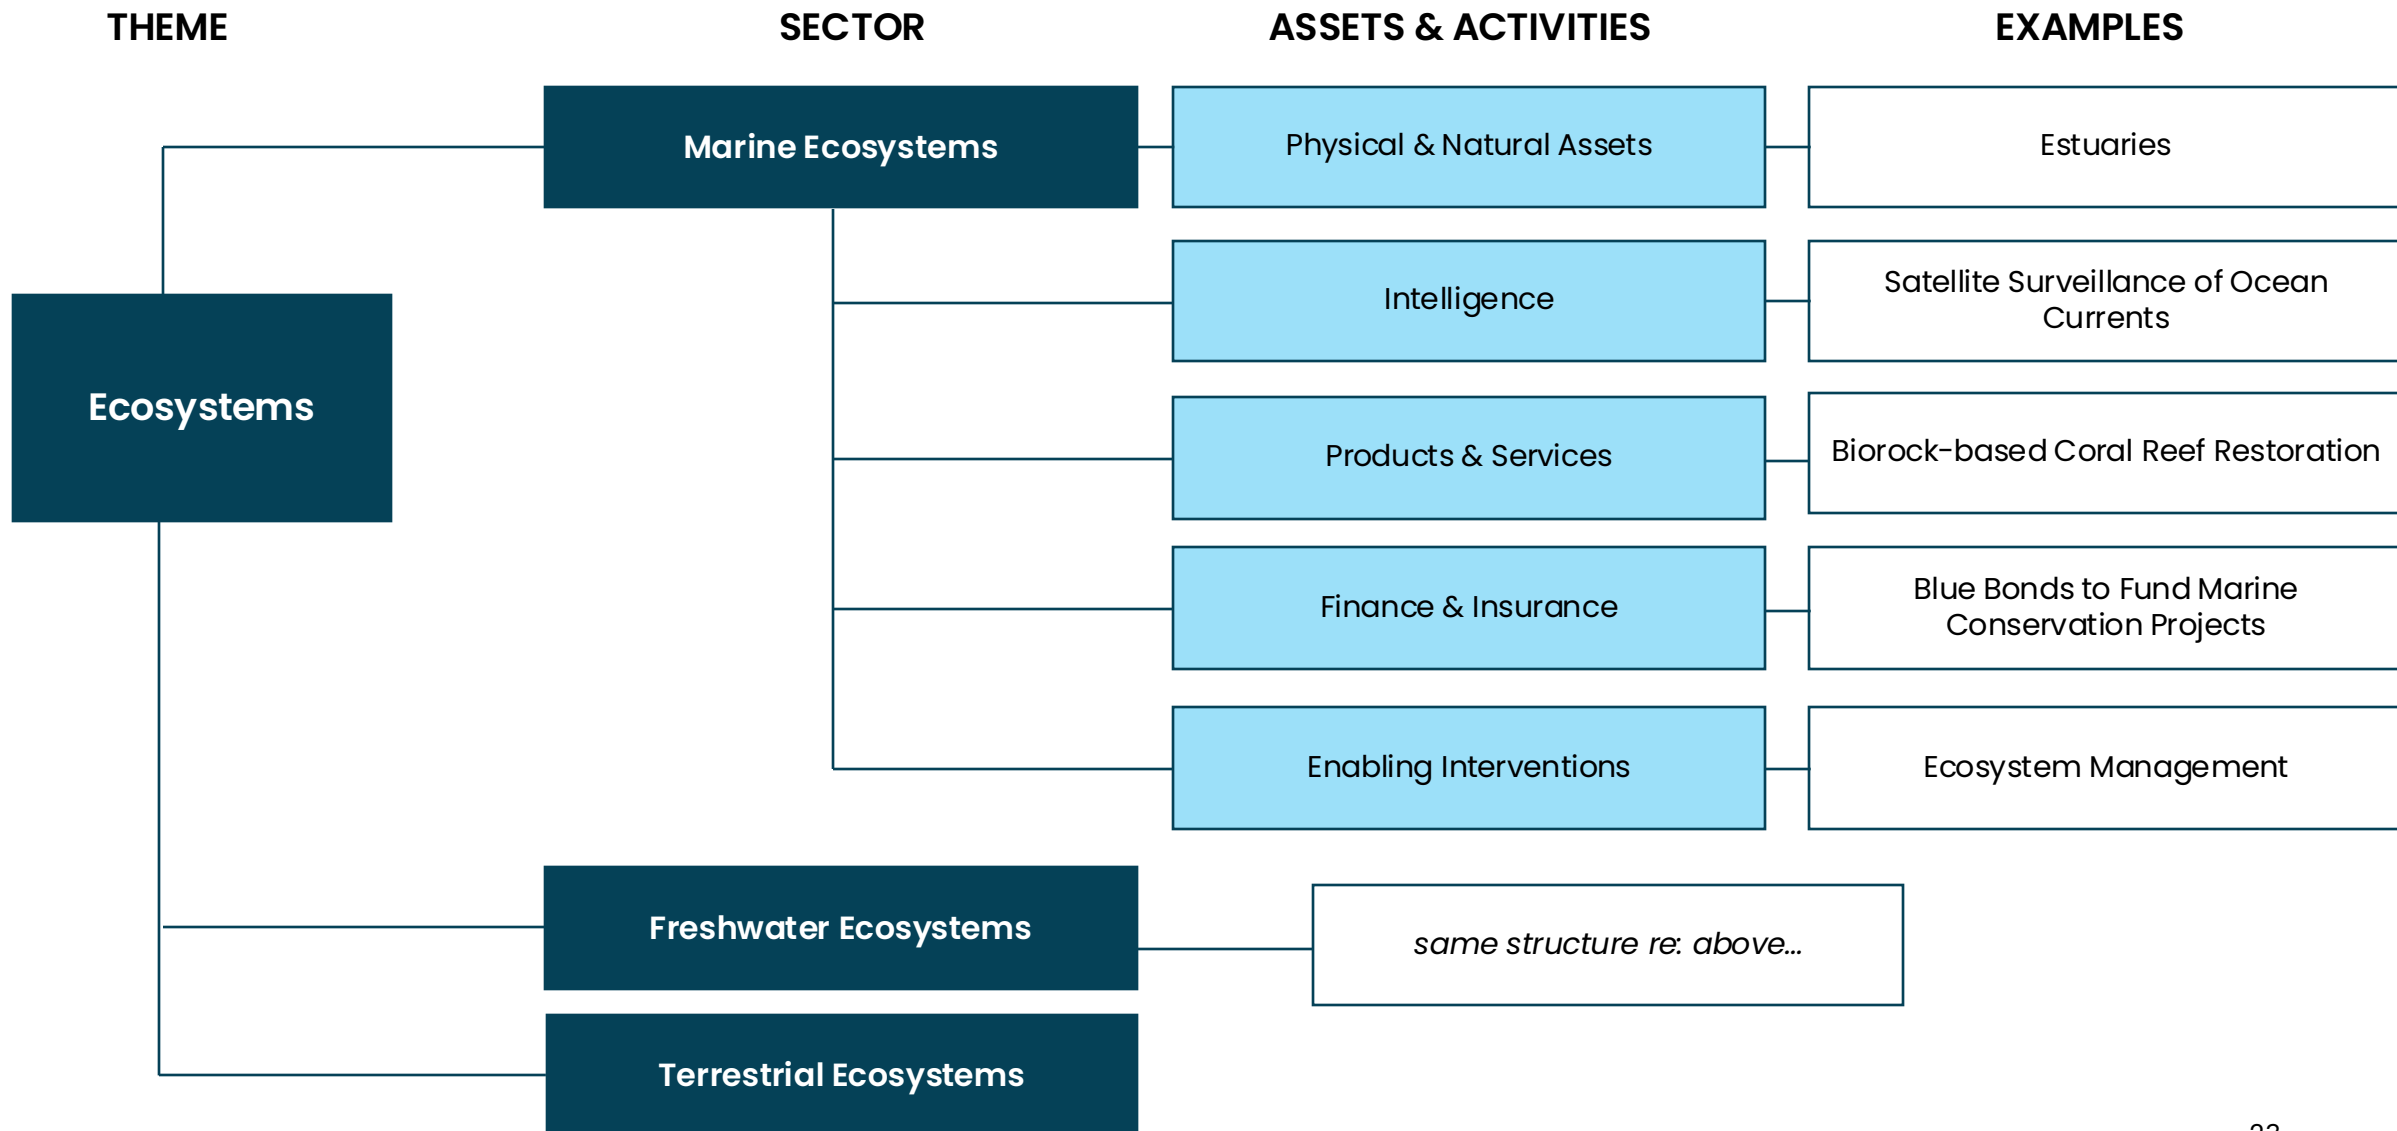 THEME
SECTOR
ASSETS & ACTIVITIES
EXAMPLES
Marine Ecosystems
Physical & Natural Assets
Estuaries
Intelligence
Satellite Surveillance of Ocean
Currents
Ecosystems
Products & Services
Biorock-based Coral Reef Restoration
Finance & Insurance
Blue Bonds to Fund Marine
Conservation Projects
Enabling Interventions
Ecosystem Management
Freshwater Ecosystems
same structure re: above...
Terrestrial Ecosystems